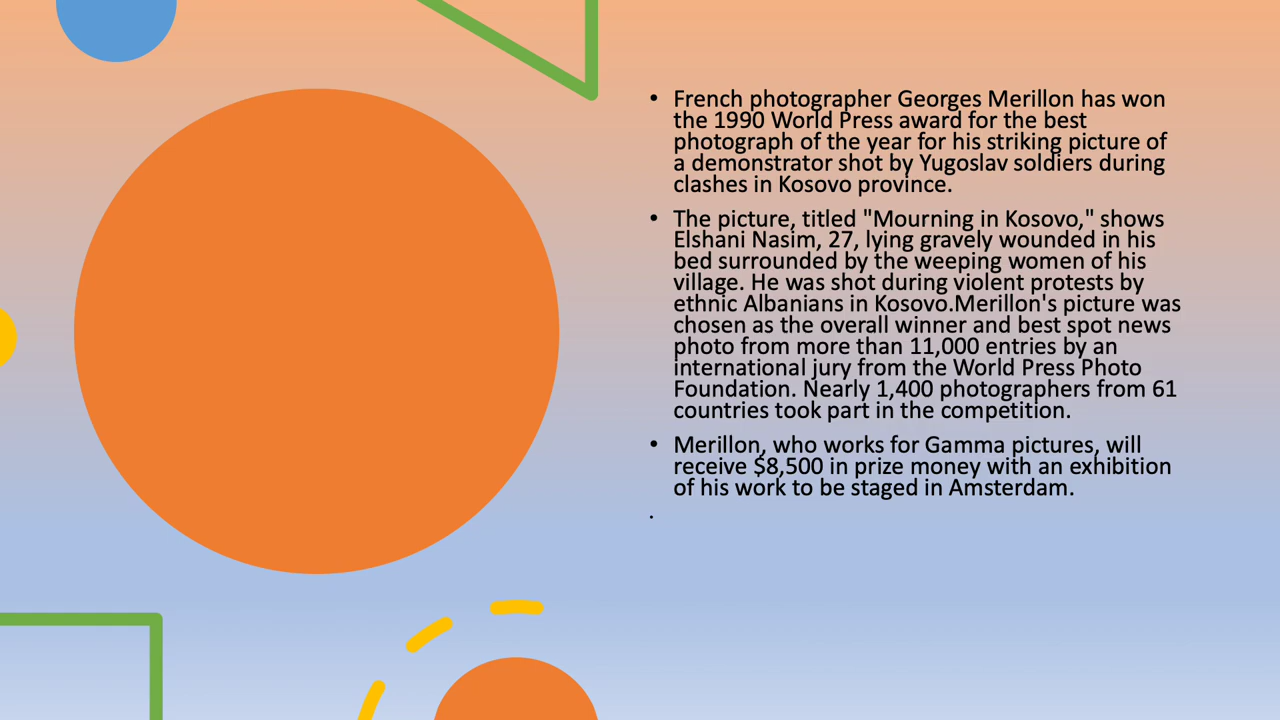 • French photographer Georges Merillon has won
the 1990 World Press award for the best
photograph of the year for his striking picture of
a demonstrator shot by Yugoslav soldiers during
clashes in Kosovo province.
• The picture, titled "Mourning in Kosovo," shows
Elshani Nasim, 27, lying gravely wounded in his
bed surrounded by the weeping women of his
village. He was shot during violent protests by
ethnic Albanians in Kosovo.Merillon's picture was
chosen as the overall winner and best spot news
photo from more than 11,000 entries by an
international jury from the World Press Photo
Foundation. Nearly 1,400 photographers from 61
countries took part in the competition.
• Merillon, who works for Gamma pictures, will
receive $8,500 in prize money with an exhibition
of his work to be staged in Amsterdam.